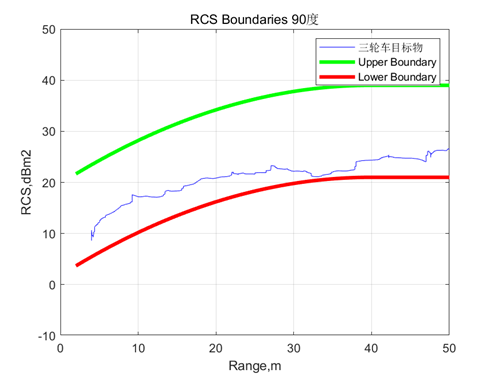 RCS Boundaries 90度
三轮车目标物
Upper Boundary
Lower Boundary
RCS,dBm2
50
40
30
20
10
0
-10
0
10
20
30
40
50
Range,m